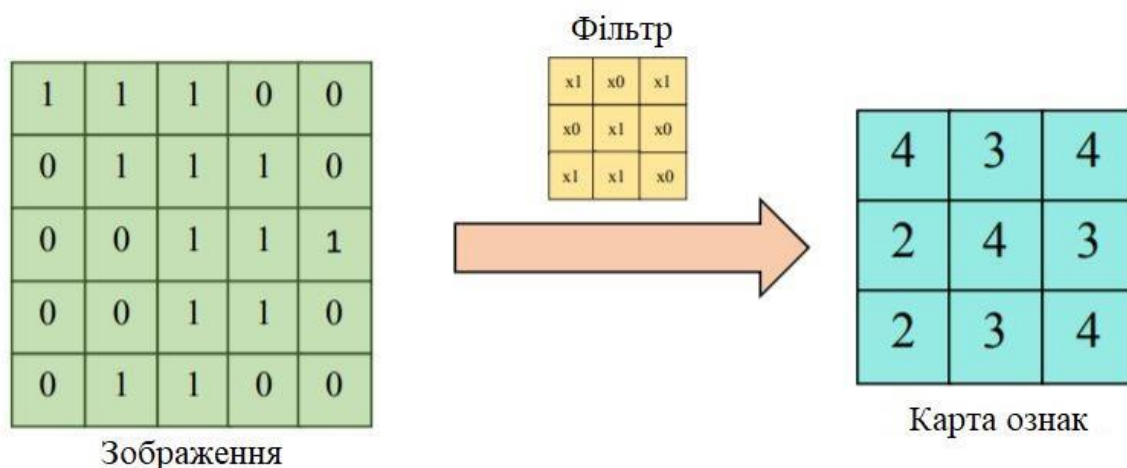 Фільтр
x1 x0 x1
x0 x1 x0
x1 x1 x0
1 1 1 0 0
0 1 1 1 0
0 0 1 1 1
0 0 1 1 0
0 1 1 0 0
Зображення
4 3 4
2 4 3
2 3 4
Карта ознак